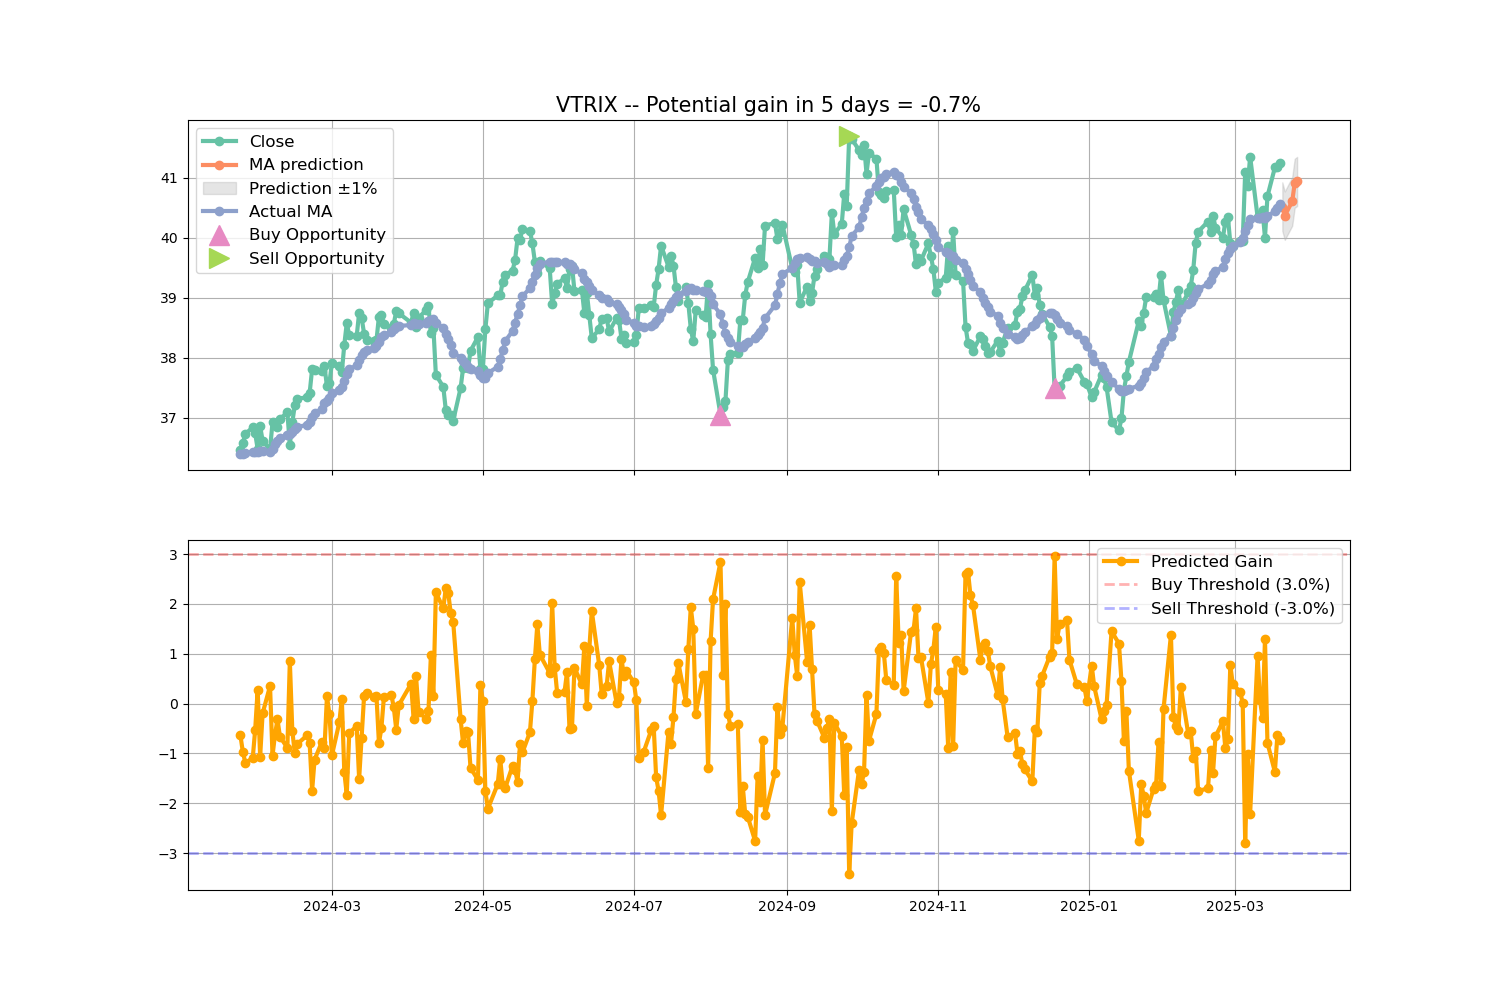 VTRIX -- Potential gain in 5 days = -0.7%
Close
MA prediction
Prediction ±1%
Actual MA
Buy Opportunity
Sell Opportunity
41
40
39
38
37
Predicted Gain
Buy Threshold (3.0%)
Sell Threshold (-3.0%)
3
2
1
0
−1
−2
−3
2024-03 2024-05 2024-07 2024-09 2024-11 2025-01 2025-03